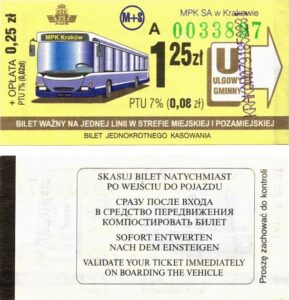 MPK SA w Krakowie
M+S
A
+ OPŁATA 0,25 zł
PTU 7% (0,02zł)
MPK Kraków
1 25zł
PTU 7% (0,08 zł)
U
ULGOWY
GMINNY
BILET WAŻNY NA JEDNEJ LINII W STREFIE MIEJSKIEJ I POZAMIEJSKIEJ
BILET JEDNOKROTNEGO KASOWANIA
SKASUJ BILET NATYCHMIAST
PO WEJŚCIU DO POJAZDU
СРАЗУ ПОСЛЕ ВХОДА
В СРЕДСТВО ПЕРЕДВИЖЕНИЯ
КОМПОСТИРОВАТЬ БИЛЕТ
SOFORT ENTWERTEN
NACH DEM EINSTEIGEN
VALIDATE YOUR TICKET IMMEDIATELY
ON BOARDING THE VEHICLE
Proszę zachować do kontroli